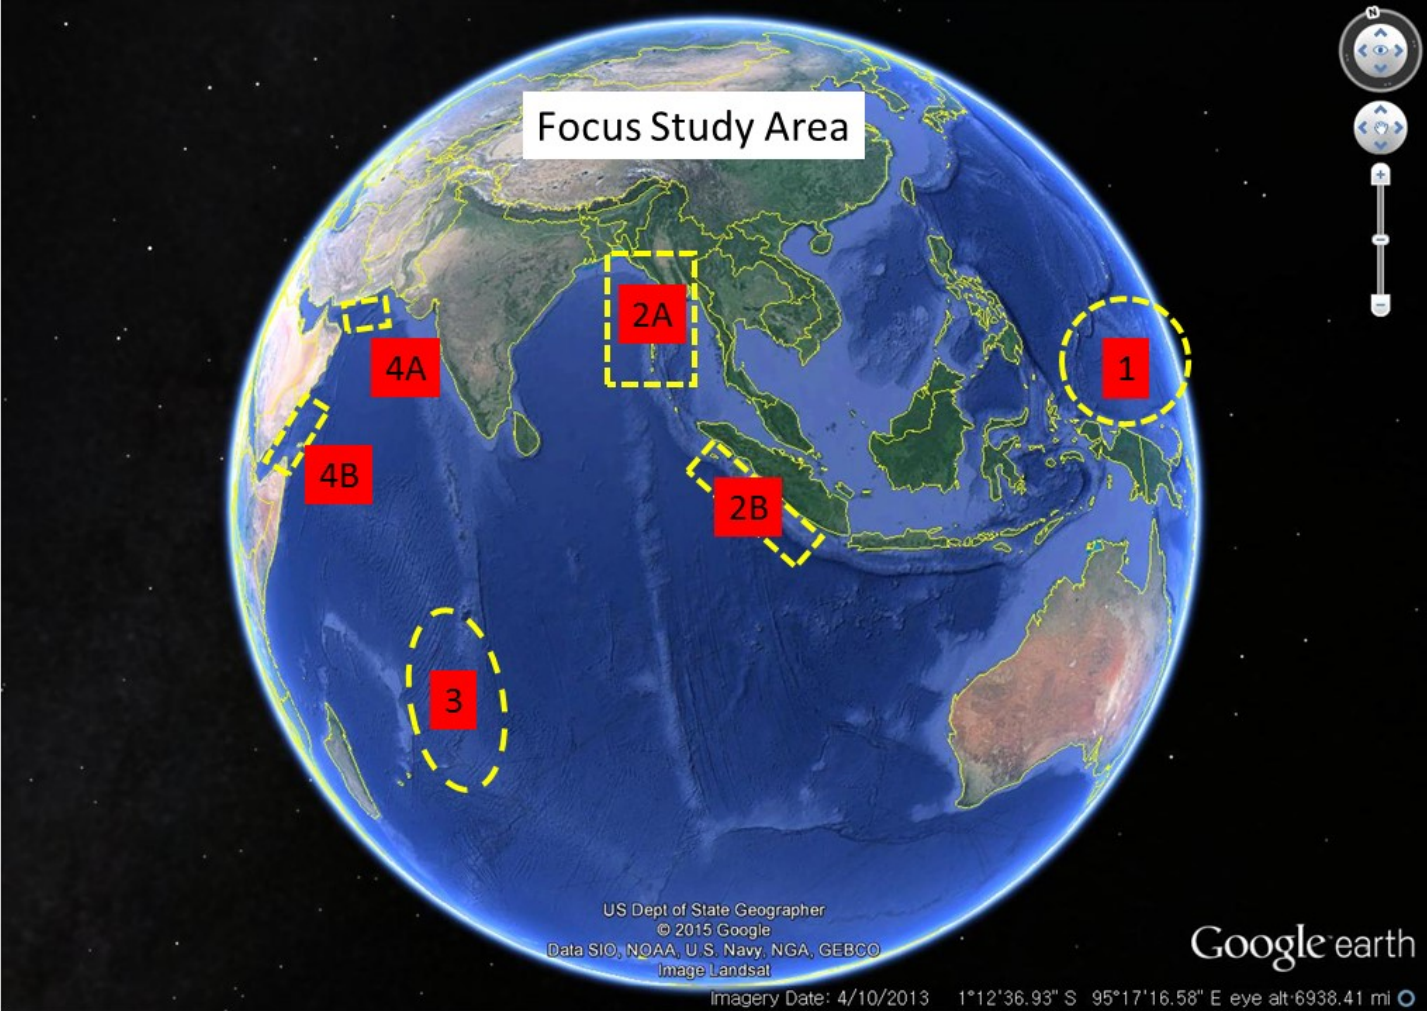 N
Focus Study Area
2A
1
4A
4B
2B
3
US Dept of State Geographer
© 2015 Google
Data SIO, NOAA, U.S. Navy, NGA, GEBCO
Image Landsat
Google earth
Imagery Date: 4/10/2013 1°12'36.93" S 95°17'16.58" E eye alt 6938.41 mi